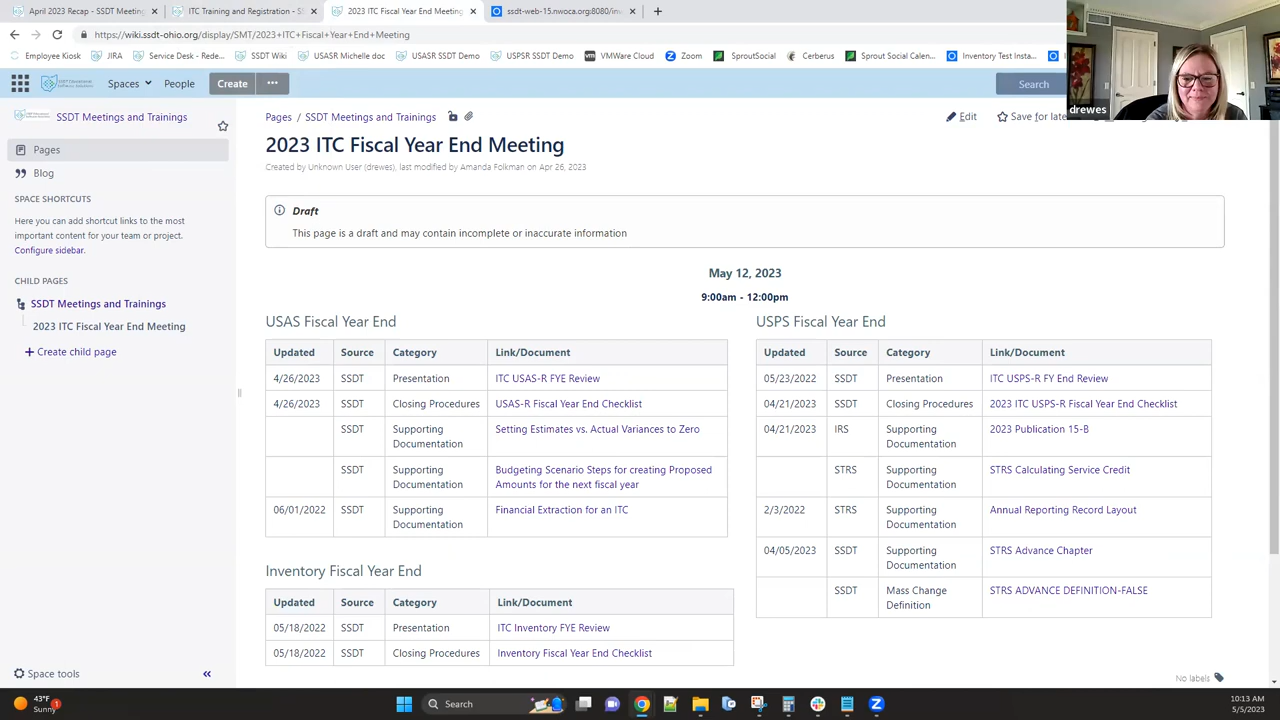 April 2023 Recap - SSDT Meeting
ITC Training and Registration - SS
2023 ITC Fiscal Year End Meeting
ssdt-web-15.nwoca.org:8080/inv
https://wiki.ssdt-ohio.org/display/SMT/2023+ITC+Fiscal+Year+End+Meeting
Employee Kiosk
JIRA
Service Desk - Rede...
SSDT Wiki
USASR Michelle doc
USASR SSDT Demo
USPSR SSDT Demo
VMWare Cloud
Zoom
SproutSocial
Cerberus
Sprout Social Calen...
Inventory Test Insta...
Spaces
People
Create
Search
drewes
SSDT Meetings and Trainings
Pages / SSDT Meetings and Trainings
Edit
Save for late
Pages
Blog
SPACE SHORTCUTS
Here you can add shortcut links to the most
important content for your team or project.
Configure sidebar.
CHILD PAGES
SSDT Meetings and Trainings
2023 ITC Fiscal Year End Meeting
+ Create child page
Space tools
2023 ITC Fiscal Year End Meeting
Created by Unknown User (drewes), last modified by Amanda Folkman on Apr 26, 2023
Draft
This page is a draft and may contain incomplete or inaccurate information
May 12, 2023
9:00am - 12:00pm
USAS Fiscal Year End
Updated Source Category Link/Document
4/26/2023 SSDT Presentation ITC USAS-R FYE Review
4/26/2023 SSDT Closing Procedures USAS-R Fiscal Year End Checklist
SSDT Supporting Setting Estimates vs. Actual Variances to Zero
Documentation
SSDT Supporting Budgeting Scenario Steps for creating Proposed
Documentation Amounts for the next fiscal year
06/01/2022 SSDT Supporting Financial Extraction for an ITC
Documentation
Inventory Fiscal Year End
Updated Source Category Link/Document
05/18/2022 SSDT Presentation ITC Inventory FYE Review
05/18/2022 SSDT Closing Procedures Inventory Fiscal Year End Checklist
USPS Fiscal Year End
Updated Source Category Link/Document
05/23/2022 SSDT Presentation ITC USPS-R FY End Review
04/21/2023 SSDT Closing Procedures 2023 ITC USPS-R Fiscal Year End Checklist
04/21/2023 IRS Supporting 2023 Publication 15-B
Documentation
STRS Supporting STRS Calculating Service Credit
Documentation
2/3/2022 STRS Supporting Annual Reporting Record Layout
Documentation
04/05/2023 SSDT Supporting STRS Advance Chapter
Documentation
SSDT Mass Change STRS ADVANCE DEFINITION-FALSE
Definition
No labels
43°F
Sunny
Search
10:13 AM
5/5/2023